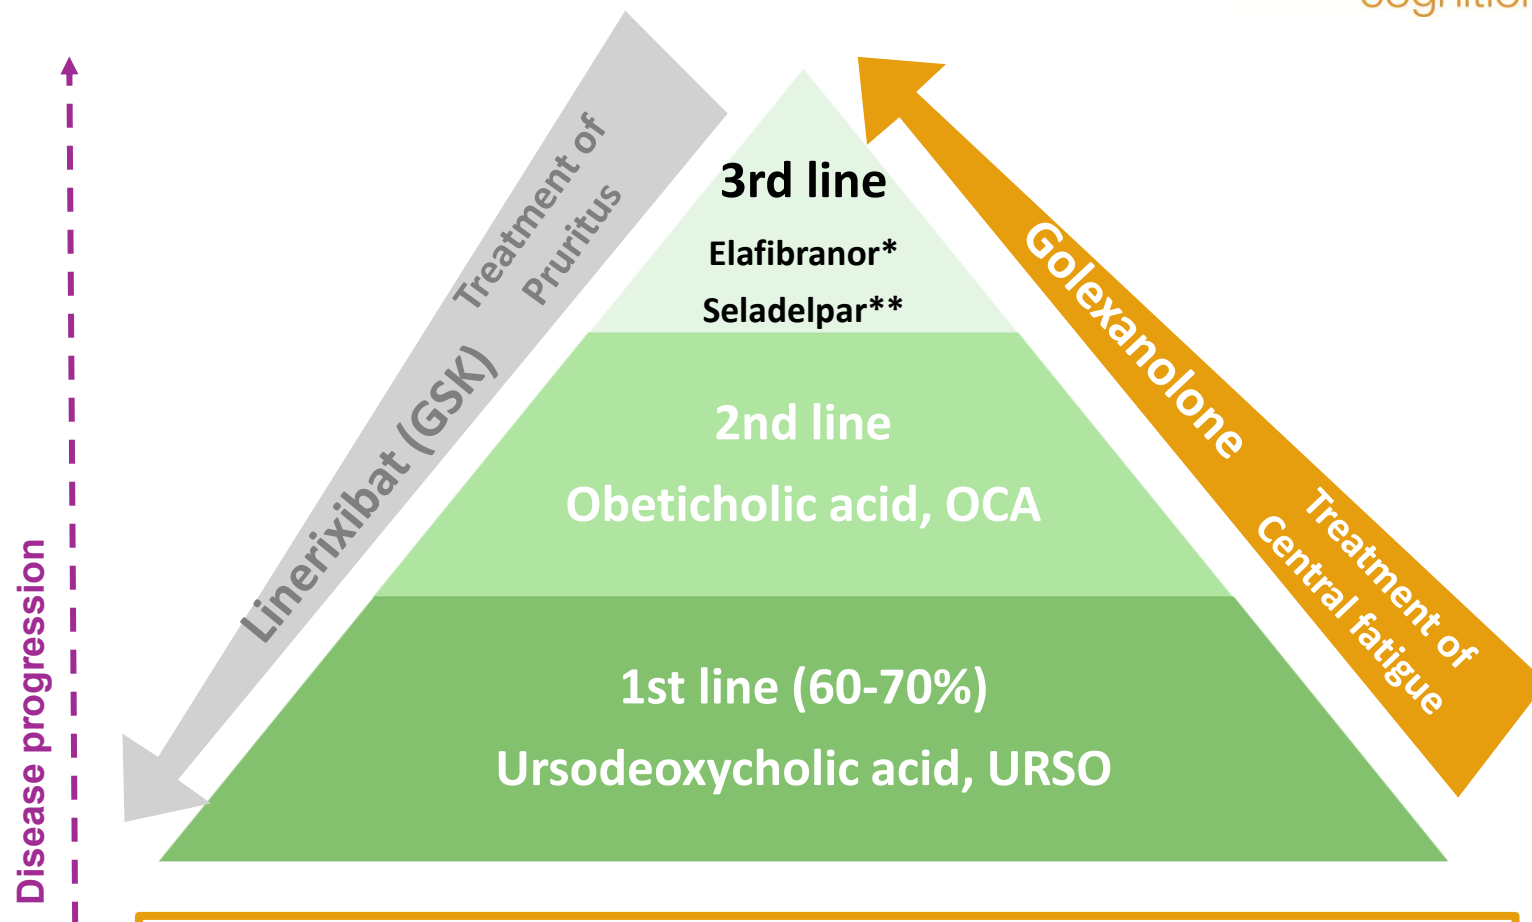 cognition
Treatment of
Pruritus
Linerixibat (GSK)
3rd line
Elafibranor*
Seladelpar**
2nd line
Obeticholic acid, OCA
1st line (60-70%)
Ursodeoxycholic acid, URSO
Golexanolone
Treatment of
Central fatigue
Disease progression